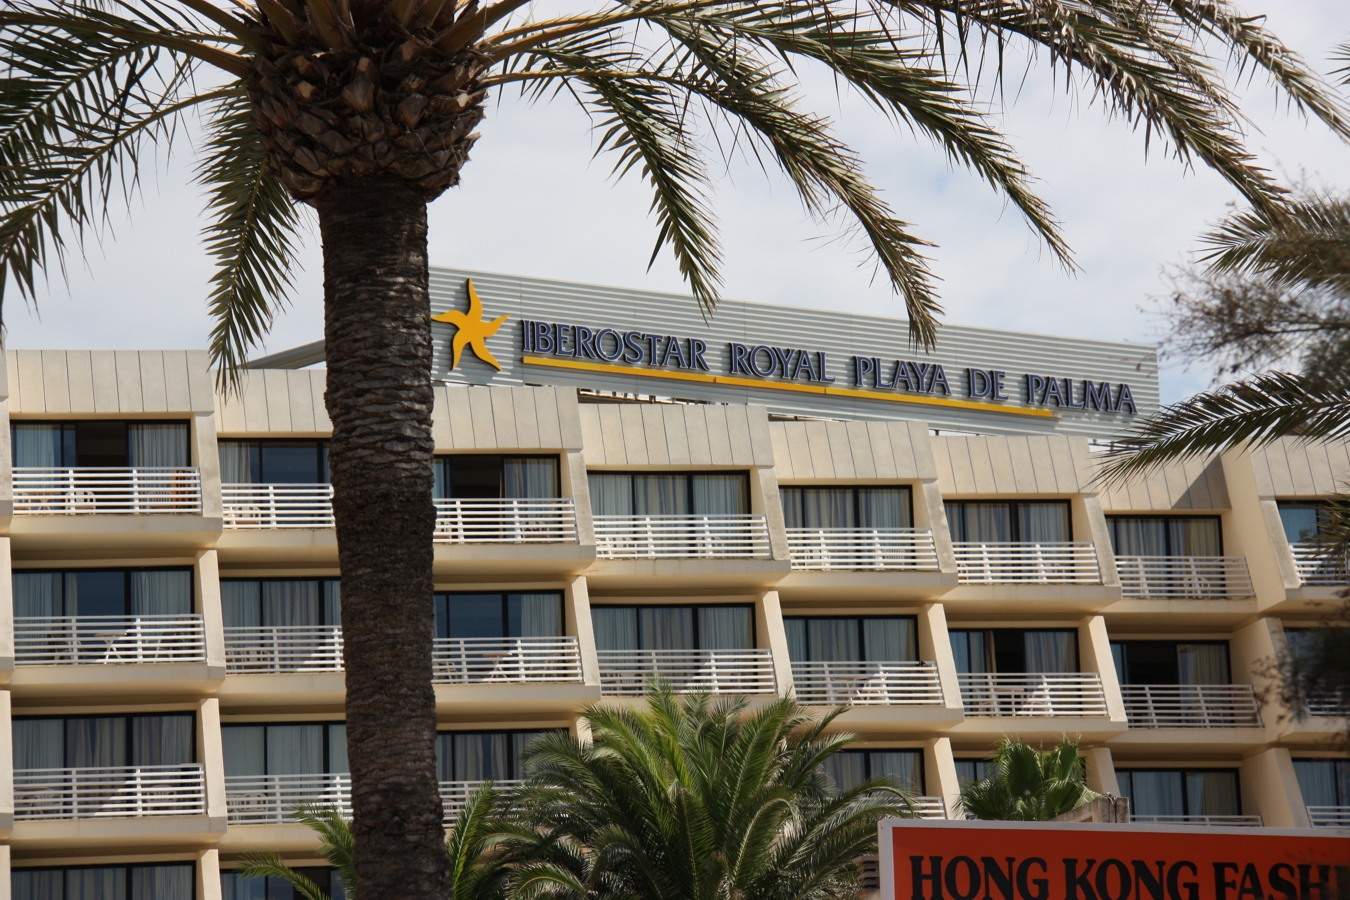 IBEROSTAR ROYAL PLAYA DE PALMA
HONG KONG